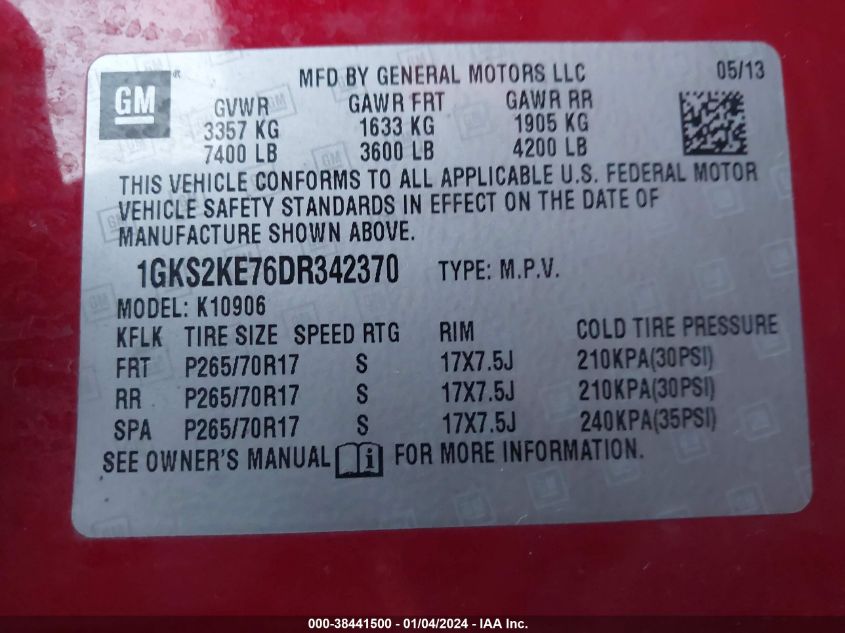 GM ® MFD BY GENERAL MOTORS LLC 05/13
GVWR GAWR FRT GAWR RR
3357 KG 1633 KG 1905 KG
7400 LB 3600 LB 4200 LB
THIS VEHICLE CONFORMS TO ALL APPLICABLE U.S. FEDERAL MOTOR
VEHICLE SAFETY STANDARDS IN EFFECT ON THE DATE OF
MANUFACTURE SHOWN ABOVE.
1GKS2KE76DR342370 TYPE: M.P.V.
MODEL: K10906
KFLK TIRE SIZE SPEED RTG RIM COLD TIRE PRESSURE
FRT P265/70R17 S 17X7.5J 210KPA(30PSI)
RR P265/70R17 S 17X7.5J 210KPA(30PSI)
SPA P265/70R17 S 17X7.5J 240KPA(35PSI)
SEE OWNER'S MANUAL i FOR MORE INFORMATION.
000-38441500 - 01/04/2024 - IAA Inc.